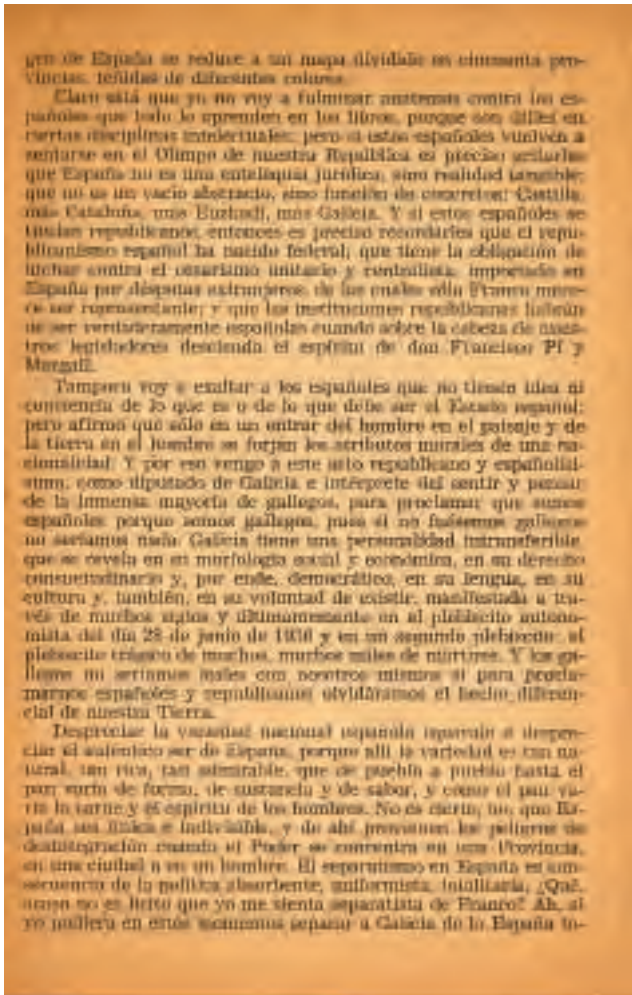 de España se reduce a un mapa dividido en cincuenta pro-
vincias, teñidas de diferentes colores.
Claro está que yo no voy a fulminar anatemas contra los es-
pañoles que todo lo aprenden en los libros, porque son útiles en
ciertas disciplinas intelectuales; pero si estos españoles vuelven a
sentarse en el Olimpo de nuestra República es preciso gritarles
que España no es una entelequia jurídica, sino realidad tangible;
que no es un vacío abstracto, sino función de concretos: Castilla,
más Cataluña, más Euzkadi, más Galicia. Y si estos españoles se
titulan republicanos, entonces es preciso recordarles que el repu-
blicanismo español ha nacido federal; que tiene la obligación de
luchar contra el cesarismo unitario y centralista, importado en
España por déspotas extranjeros, de los cuales sólo Franco mere-
ce ser representante; y que las instituciones republicanas habrán
de ser verdaderamente españolas cuando sobre la cabeza de nues-
tros legisladores descienda el espíritu de don Francisco Pí y
Margall.
Tampoco voy a exaltar a los españoles que no tienen idea ni
conciencia de lo que es o de lo que debe ser el Estado español;
pero afirmo que sólo en un entrar del hombre en el paisaje y de
la tierra en el hombre se forjan los atributos morales de una na-
cionalidad. Y por eso vengo a este acto republicano y españolísi-
simo, como diputado de Galicia e intérprete del sentir y pensar
de la inmensa mayoría de gallegos, para proclamar que somos
españoles porque somos gallegos, pues si no fuésemos gallegos
no seríamos nada. Galicia tiene una personalidad intransferible,
que se revela en su morfología social y económica, en su derecho
consuetudinario y, por ende, democrático, en su lengua, en su
cultura y, también, en su voluntad de existir, manifestada a tra-
vés de muchos siglos y últimamente en el plebiscito autono-
mista del día 28 de junio de 1936 y en un segundo plebiscito: el
plebiscito trágico de muchos, muchos miles de mártires. Y los ga-
llegos no seríamos leales con nosotros mismos si para procla-
marnos españoles y republicanos olvidáramos el hecho diferen-
cial de nuestra Tierra.
Despreciar la variedad nacional española equivale a despre-
ciar el auténtico ser de España, porque allí la variedad es tan na-
tural, tan rica, tan admirable, que de pueblo a pueblo hasta el
pan varía de forma, de sustancia y de sabor, y como el pan va-
ría la carne y el espíritu de los hombres. No es cierto, no, que Es-
paña sea única e indivisible, y de ahí provienen los peligros de
desintegración cuando el Poder se concentra en una Provincia,
en una ciudad o en un hombre. El separatismo en España es con-
secuencia de la política absorbente, uniformista, totalitaria. ¿Qué,
acaso no es lícito que yo me sienta separatista de Franco? Ah, si
yo pudiera en estos momentos separar a Galicia de la España to-